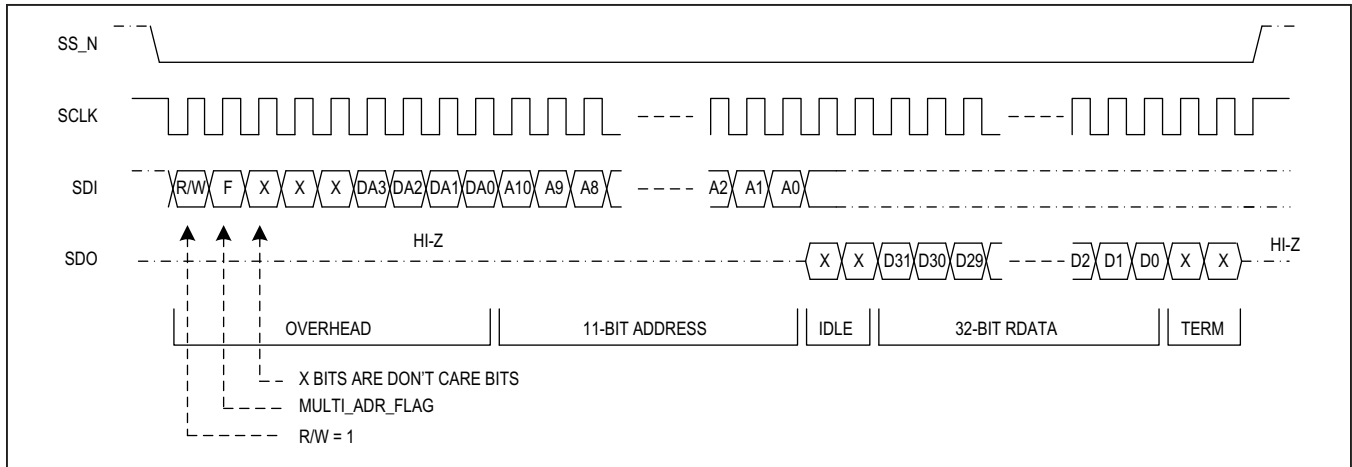 SS_N
SCLK
SDI R/W F X X X DA3 DA2 DA1 DA0 A10 A9 A8 A2 A1 A0
HI-Z HI-Z
SDO X X D31 D30 D29 D2 D1 D0 X X
OVERHEAD 11-BIT ADDRESS IDLE 32-BIT RDATA TERM
X BITS ARE DON'T CARE BITS
MULTI_ADR_FLAG
R/W = 1